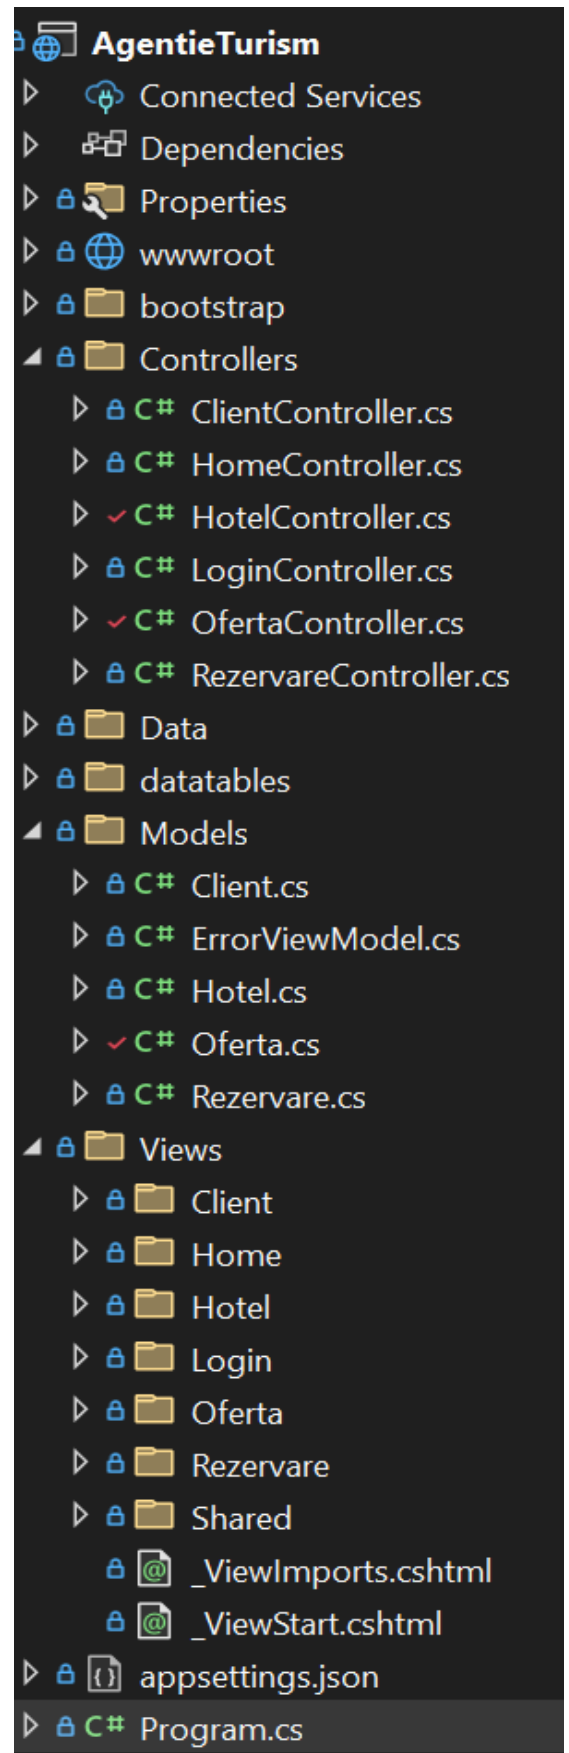 AgentieTurism
Connected Services
Dependencies
Properties
wwwroot
bootstrap
Controllers
C# ClientController.cs
C# HomeController.cs
C# HotelController.cs
C# LoginController.cs
C# OfertaController.cs
C# RezervareController.cs
Data
datatables
Models
C# Client.cs
C# ErrorViewModel.cs
C# Hotel.cs
C# Oferta.cs
C# Rezervare.cs
Views
Client
Home
Hotel
Login
Oferta
Rezervare
Shared
@ _ViewImports.cshtml
@ _ViewStart.cshtml
appsettings.json
C# Program.cs